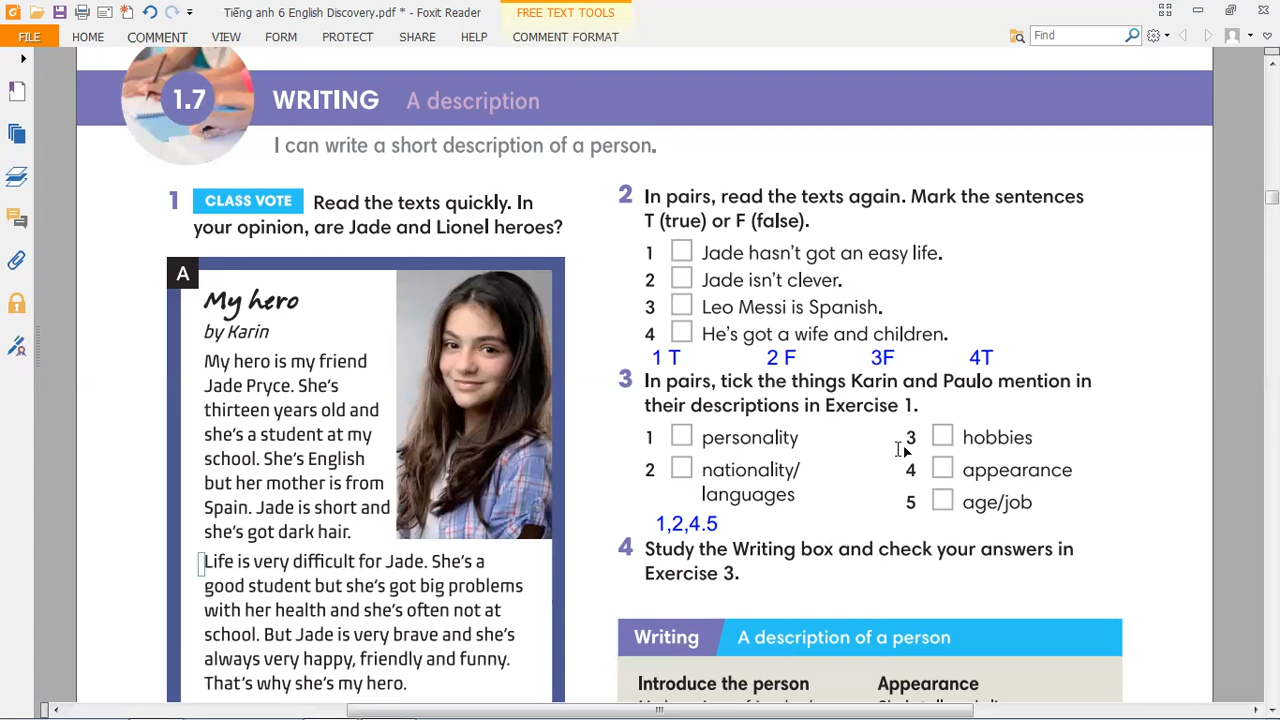 Tiếng anh 6 English Discovery.pdf * - Foxit Reader
FREE TEXT TOOLS
FILE HOME COMMENT VIEW FORM PROTECT SHARE HELP COMMENT FORMAT
Find
1.7 WRITING A description
I can write a short description of a person.
1 CLASS VOTE Read the texts quickly. In
your opinion, are Jade and Lionel heroes?
A
My hero
by Karin
My hero is my friend
Jade Pryce. She's
thirteen years old and
she's a student at my
school. She's English
but her mother is from
Spain. Jade is short and
she's got dark hair.
Life is very difficult for Jade. She's a
good student but she's got big problems
with her health and she's often not at
school. But Jade is very brave and she's
always very happy, friendly and funny.
That's why she's my hero.
2 In pairs, read the texts again. Mark the sentences
T (true) or F (false).
1 Jade hasn't got an easy life.
2 Jade isn't clever.
3 Leo Messi is Spanish.
4 He's got a wife and children.
1 T 2 F 3F 4T
3 In pairs, tick the things Karin and Paulo mention in
their descriptions in Exercise 1.
1 personality
2 nationality/
languages
3 hobbies
4 appearance
5 age/job
1,2,4.5
4 Study the Writing box and check your answers in
Exercise 3.
Writing A description of a person
Introduce the person
Appearance